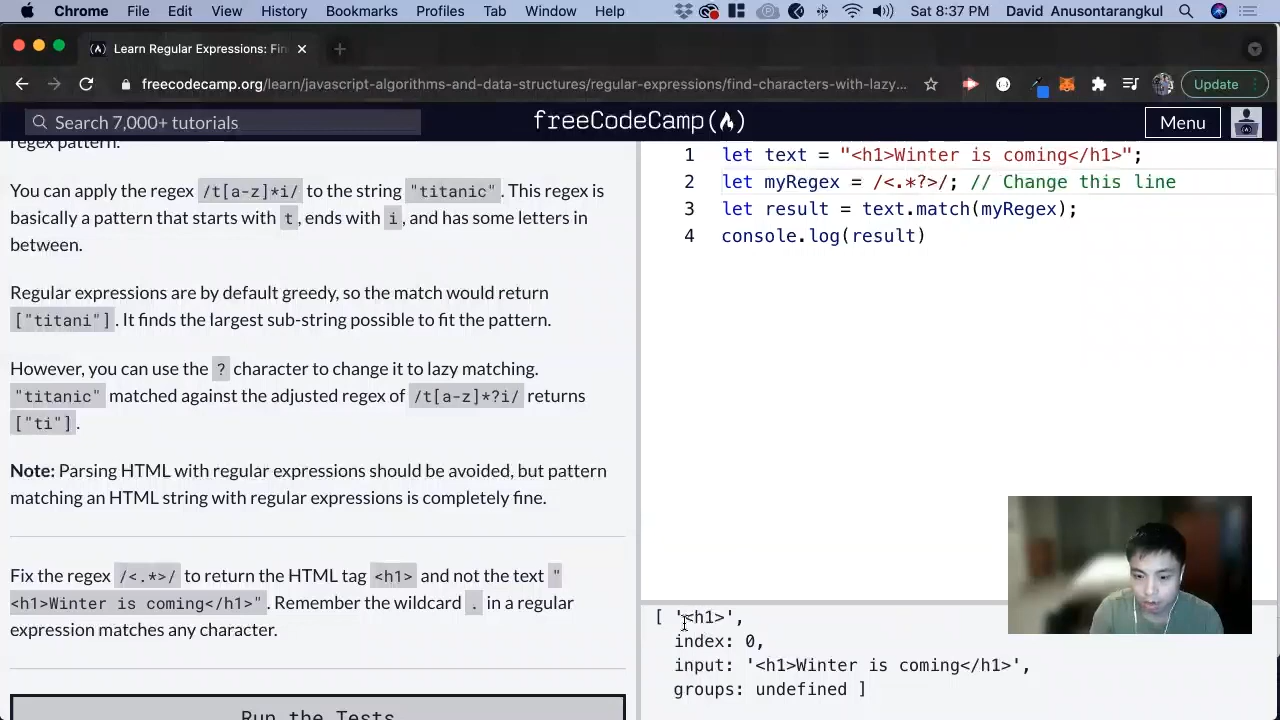 Chrome File Edit View History Bookmarks Profiles Tab Window Help Sat 8:37 PM David Anusontarangkul
Learn Regular Expressions: Fin
freecodecamp.org/learn/javascript-algorithms-and-data-structures/regular-expressions/find-characters-with-lazy... Update
Search 7,000+ tutorials
freeCodeCamp
Menu
regex pattern.
You can apply the regex /t[a-z]*i/ to the string "titanic". This regex is
basically a pattern that starts with t, ends with i, and has some letters in
between.
Regular expressions are by default greedy, so the match would return
["titani"]. It finds the largest sub-string possible to fit the pattern.
However, you can use the ? character to change it to lazy matching.
"titanic" matched against the adjusted regex of /t[a-z]*?i/ returns
["ti"].
Note: Parsing HTML with regular expressions should be avoided, but pattern
matching an HTML string with regular expressions is completely fine.
Fix the regex /<.*>/ to return the HTML tag <h1> and not the text "
<h1>Winter is coming</h1>". Remember the wildcard . in a regular
expression matches any character.
Run the Tests
1 let text = "<h1>Winter is coming</h1>";
2 let myRegex = /<.*?>/; // Change this line
3 let result = text.match(myRegex);
4 console.log(result)
[ '<h1>',
index: 0,
input: '<h1>Winter is coming</h1>',
groups: undefined ]